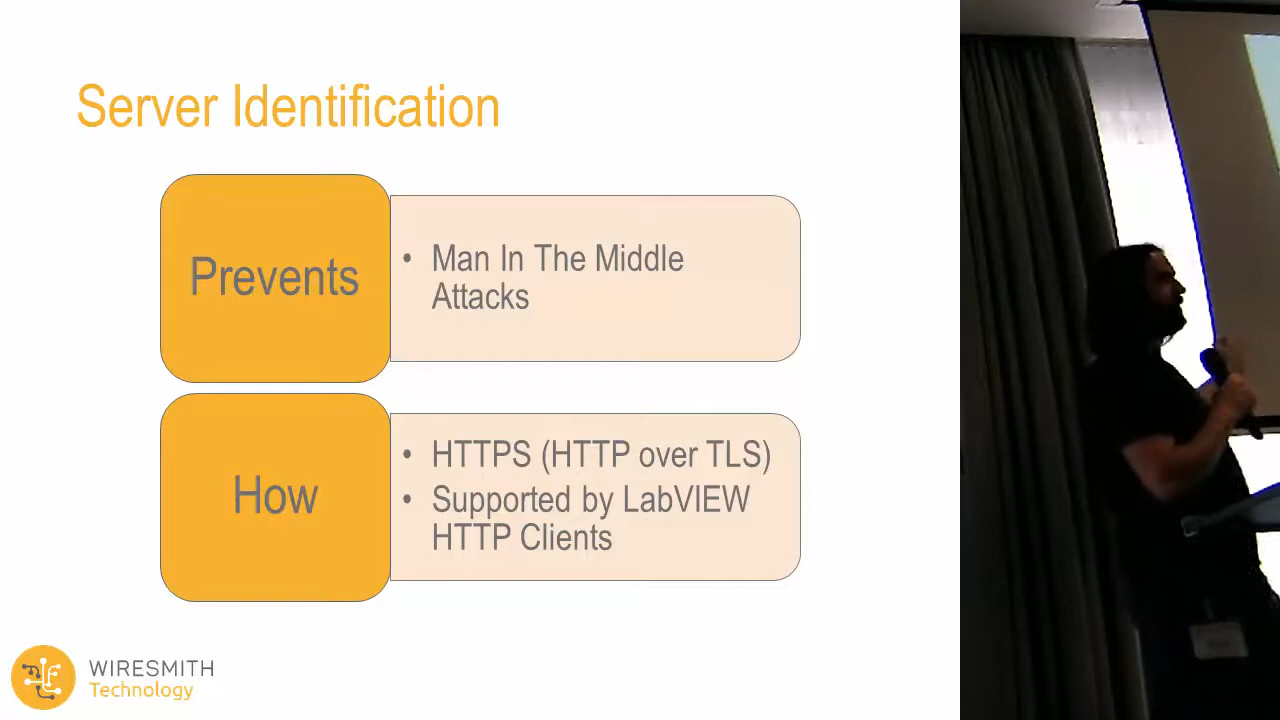 Server Identification
Prevents
• Man In The Middle
Attacks
How
• HTTPS (HTTP over TLS)
• Supported by LabVIEW
HTTP Clients
WIRESMITH
Technology